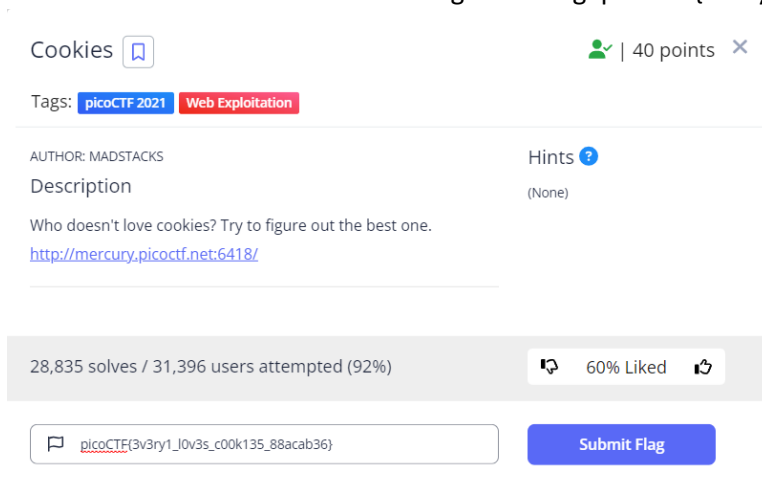 Cookies
| 40 points ×
Tags: picoCTF 2021 Web Exploitation
AUTHOR: MADSTACKS
Description
Who doesn't love cookies? Try to figure out the best one.
http://mercury.picoctf.net:6418/
Hints ?
(None)
28,835 solves / 31,396 users attempted (92%)
60% Liked
picoCTF{3v3ry1_l0v3s_c00k135_88acab36}
Submit Flag